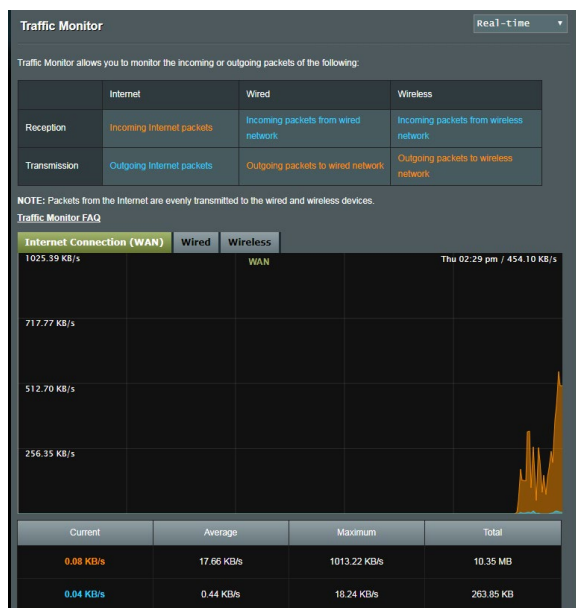 Traffic Monitor
Real-time
Traffic Monitor allows you to monitor the incoming or outgoing packets of the following:
Internet Wired Wireless
Reception Incoming Internet packets Incoming packets from wired network Incoming packets from wireless network
Transmission Outgoing Internet packets Outgoing packets to wired network Outgoing packets to wireless network
NOTE: Packets from the Internet are evenly transmitted to the wired and wireless devices.
Traffic Monitor FAQ
Internet Connection (WAN) Wired Wireless
1025.39 KB/s WAN Thu 02:29 pm / 454.10 KB/s
717.77 KB/s
512.70 KB/s
256.35 KB/s
Current Average Maximum Total
0.08 KB/s 17.66 KB/s 1013.22 KB/s 10.35 MB
0.04 KB/s 0.44 KB/s 18.24 KB/s 263.85 KB